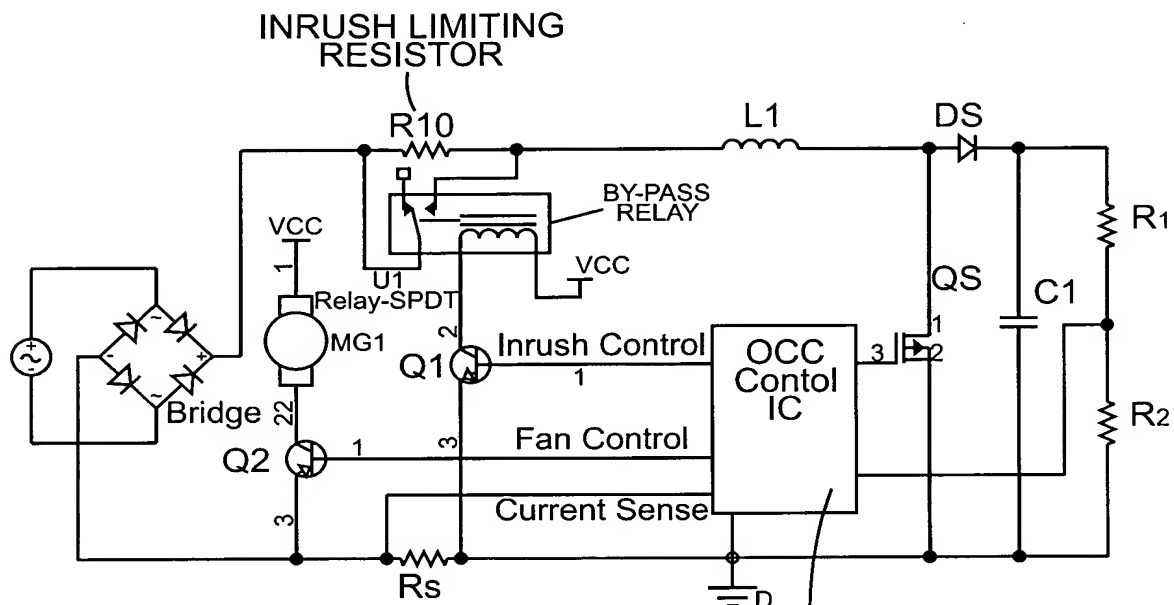 INRUSH LIMITING
RESISTOR
R10
L1
DS
BY-PASS
RELAY
R1
VCC
1
VCC
U1
Relay-SPDT
QS
C1
MG1
2
1
2
3
OCC
Contol
IC
Inrush Control
1
Q1
Bridge
22
R2
Fan Control
1
3
Q2
Current Sense
3
Rs
D
~
~
-
+